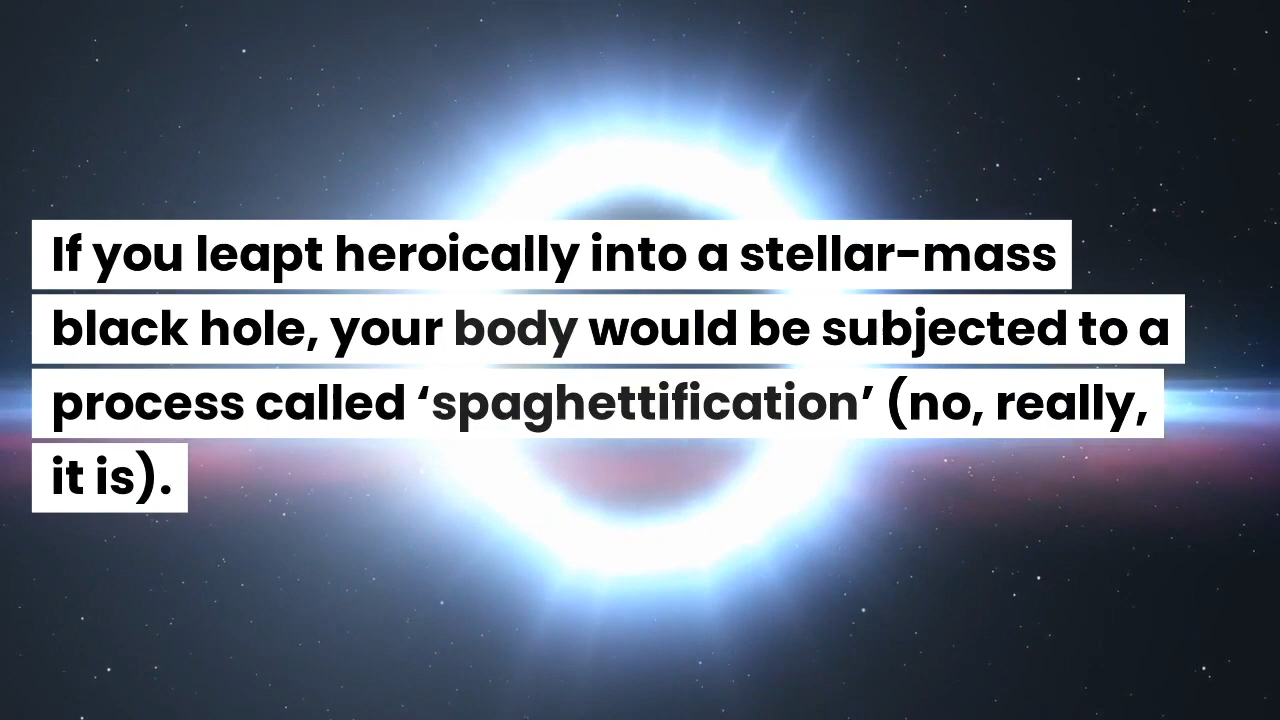 If you leapt heroically into a stellar-mass
black hole, your body would be subjected to a
process called ‘spaghettification’ (no, really,
it is).